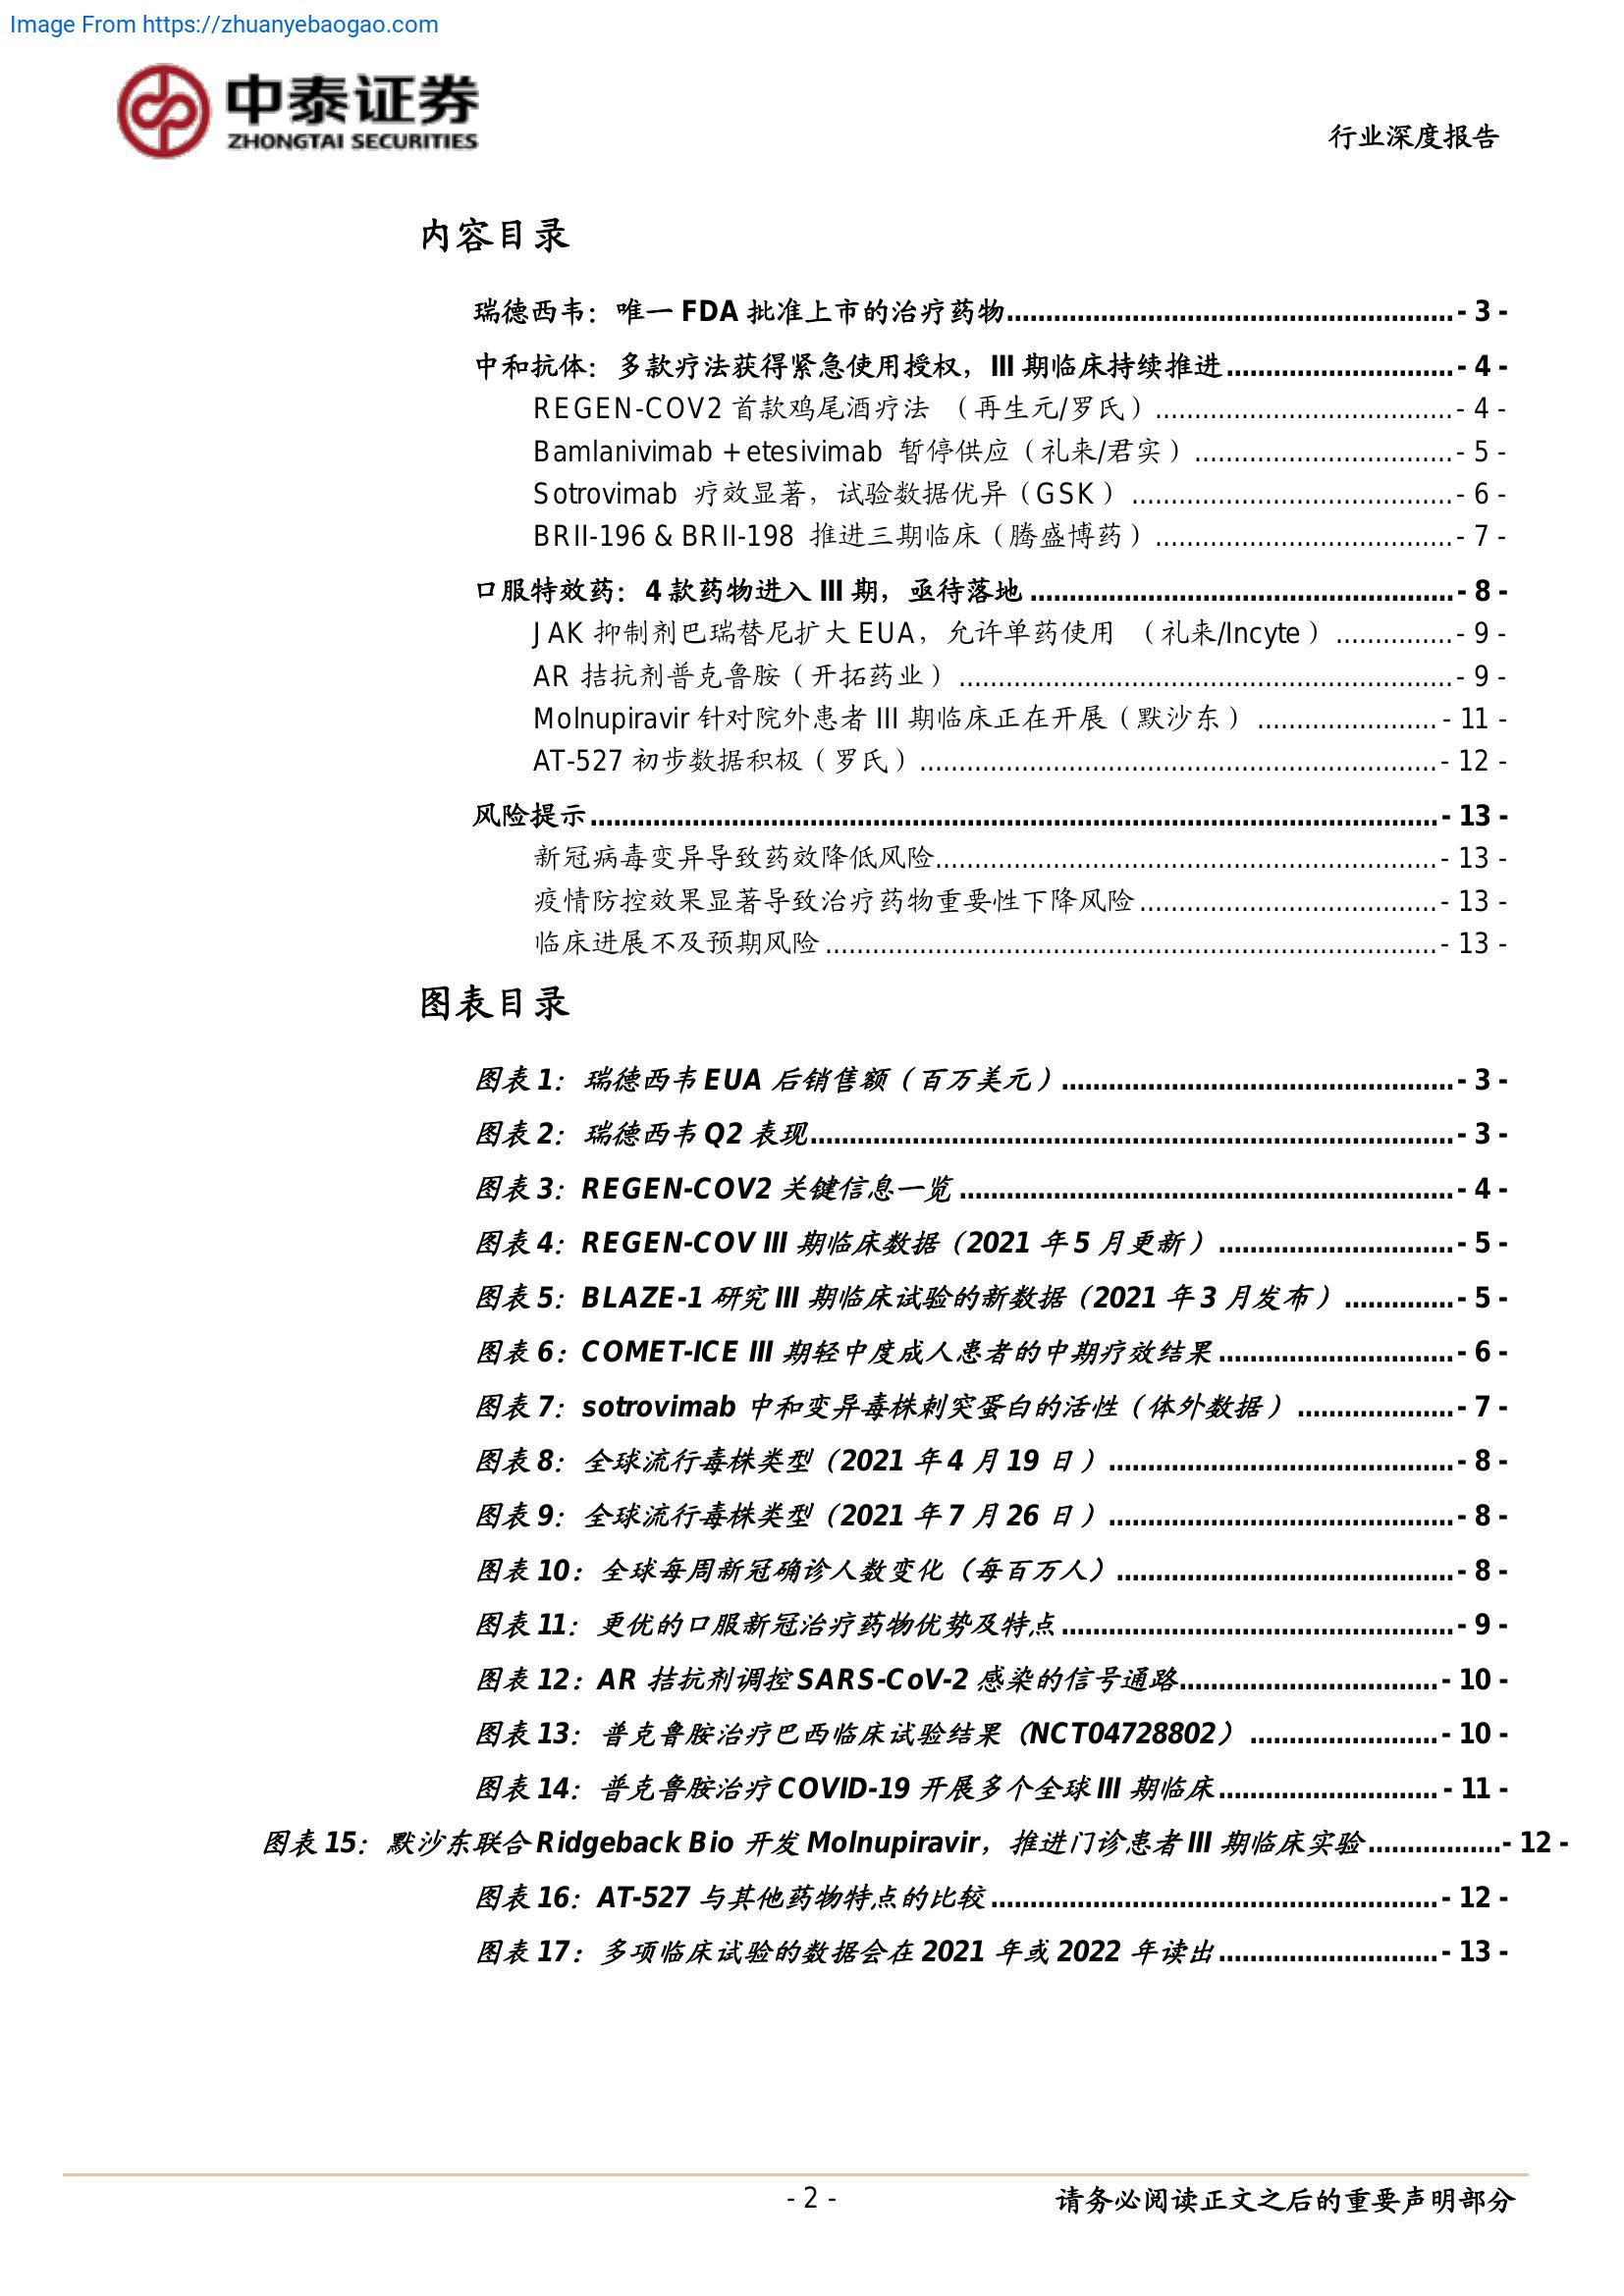 Image From https://zhuanyebaogao.com
中泰证券
ZHONGTAI SECURITIES
行业深度报告
内容目录
瑞德西韦：唯一 FDA 批准上市的治疗药物.........................................................- 3 -
中和抗体：多款疗法获得紧急使用授权，III 期临床持续推进.............................- 4 -
REGEN-COV2 首款鸡尾酒疗法 （再生元/罗氏）......................................- 4 -
Bamlanivimab + etesivimab 暂停供应（礼来/君实）.................................- 5 -
Sotrovimab 疗效显著，试验数据优异（GSK）.........................................- 6 -
BRII-196 & BRII-198 推进三期临床（腾盛博药）......................................- 7 -
口服特效药：4 款药物进入 III 期，亟待落地......................................................- 8 -
JAK 抑制剂巴瑞替尼扩大 EUA，允许单药使用 （礼来/Incyte）...............- 9 -
AR 拮抗剂普克鲁胺（开拓药业）...............................................................- 9 -
Molnupiravir 针对院外患者 III 期临床正在开展（默沙东）.......................- 11 -
AT-527 初步数据积极（罗氏）..................................................................- 12 -
风险提示............................................................................................................- 13 -
新冠病毒变异导致药效降低风险................................................................- 13 -
疫情防控效果显著导致治疗药物重要性下降风险......................................- 13 -
临床进展不及预期风险..............................................................................- 13 -
图表目录
图表 1：瑞德西韦 EUA 后销售额（百万美元）..................................................- 3 -
图表 2：瑞德西韦 Q2 表现..................................................................................- 3 -
图表 3：REGEN-COV2 关键信息一览...............................................................- 4 -
图表 4：REGEN-COV III 期临床数据（2021 年 5 月更新）..............................- 5 -
图表 5：BLAZE-1 研究 III 期临床试验的新数据（2021 年 3 月发布）..............- 5 -
图表 6：COMET-ICE III 期轻中度成人患者的中期疗效结果..............................- 6 -
图表 7：sotrovimab 中和变异毒株刺突蛋白的活性（体外数据）....................- 7 -
图表 8：全球流行毒株类型（2021 年 4 月 19 日）............................................- 8 -
图表 9：全球流行毒株类型（2021 年 7 月 26 日）............................................- 8 -
图表 10：全球每周新冠确诊人数变化（每百万人）...........................................- 8 -
图表 11：更优的口服新冠治疗药物优势及特点..................................................- 9 -
图表 12：AR 拮抗剂调控 SARS-CoV-2 感染的信号通路.................................- 10 -
图表 13：普克鲁胺治疗巴西临床试验结果（NCT04728802）........................- 10 -
图表 14：普克鲁胺治疗 COVID-19 开展多个全球 III 期临床............................- 11 -
图表 15：默沙东联合 Ridgeback Bio 开发 Molnupiravir，推进门诊患者 III 期临床实验.................- 12 -
图表 16：AT-527 与其他药物特点的比较.........................................................- 12 -
图表 17：多项临床试验的数据会在 2021 年或 2022 年读出............................- 13 -
- 2 -
请务必阅读正文之后的重要声明部分